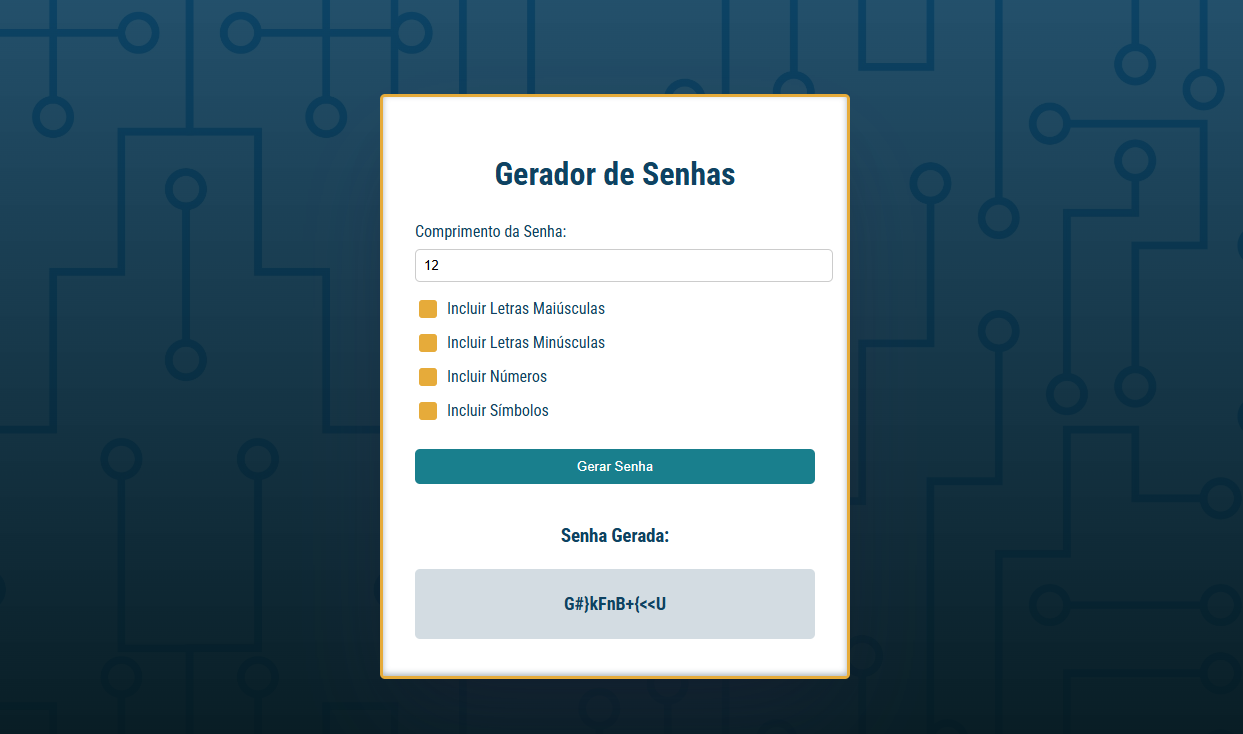 Gerador de Senhas
Comprimento da Senha:
12
Incluir Letras Maiúsculas
Incluir Letras Minúsculas
Incluir Números
Incluir Símbolos
Gerar Senha
Senha Gerada:
G#}kFnB+{<<U